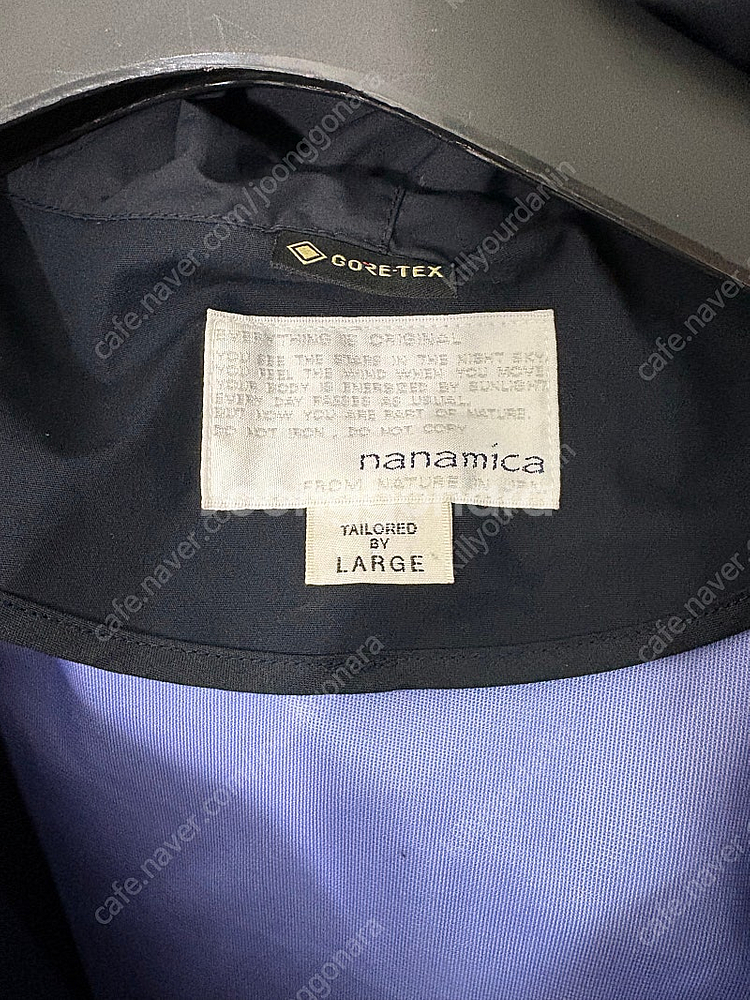 GORE-TEX
EVERYTHING IS ORIGINAL
YOU SEE THE STARS IN THE NIGHT SKY.
YOU FEEL THE WIND WHEN YOU MOVE.
YOUR BODY IS ENERGIZED BY SUNLIGHT.
EVERY DAY PASSES AS USUAL.
BUT NOW YOU ARE PART OF NATURE.
DO NOT IRON, DO NOT COPY
nanamica
FROM NATURE IN
TAILORED
BY
LARGE
cafe.naver.com/joonggonara
killyourdarlin